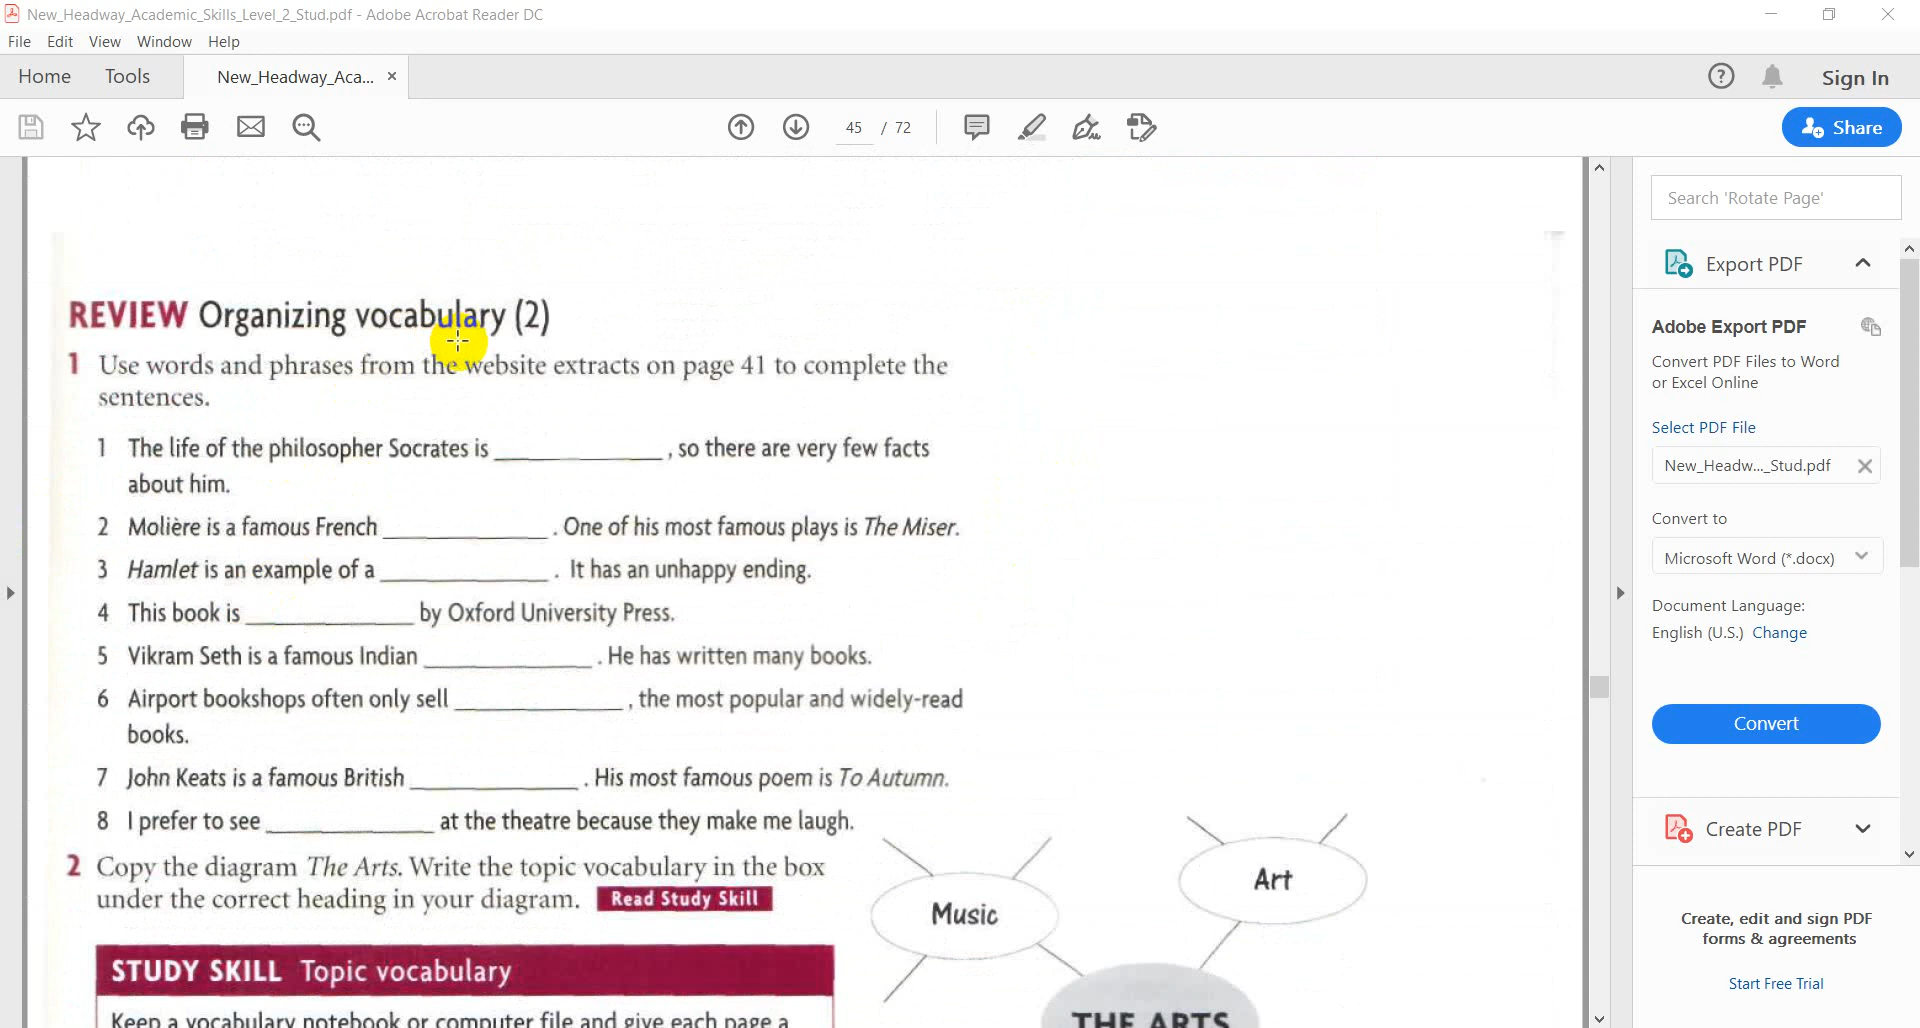 New_Headway_Academic_Skills_Level_2_Stud.pdf - Adobe Acrobat Reader DC
File Edit View Window Help
Home Tools New_Headway_Aca... × Sign In
45 / 72 Share
Search 'Rotate Page'
Export PDF
Adobe Export PDF
Convert PDF Files to Word
or Excel Online
Select PDF File
New_Headw..._Stud.pdf
Convert to
Microsoft Word (*.docx)
Document Language:
English (U.S.) Change
Convert
Create PDF
Create, edit and sign PDF
forms & agreements
Start Free Trial
REVIEW Organizing vocabulary (2)
1 Use words and phrases from the website extracts on page 41 to complete the
sentences.
1 The life of the philosopher Socrates is ______________, so there are very few facts
about him.
2 Molière is a famous French ______________. One of his most famous plays is The Miser.
3 Hamlet is an example of a ______________. It has an unhappy ending.
4 This book is ______________ by Oxford University Press.
5 Vikram Seth is a famous Indian ______________. He has written many books.
6 Airport bookshops often only sell ______________, the most popular and widely-read
books.
7 John Keats is a famous British ______________. His most famous poem is To Autumn.
8 I prefer to see ______________ at the theatre because they make me laugh.
2 Copy the diagram The Arts. Write the topic vocabulary in the box
under the correct heading in your diagram. Read Study Skill
Music
Art
THE ARTS
STUDY SKILL Topic vocabulary
Keep a vocabulary notebook or computer file and give each page a